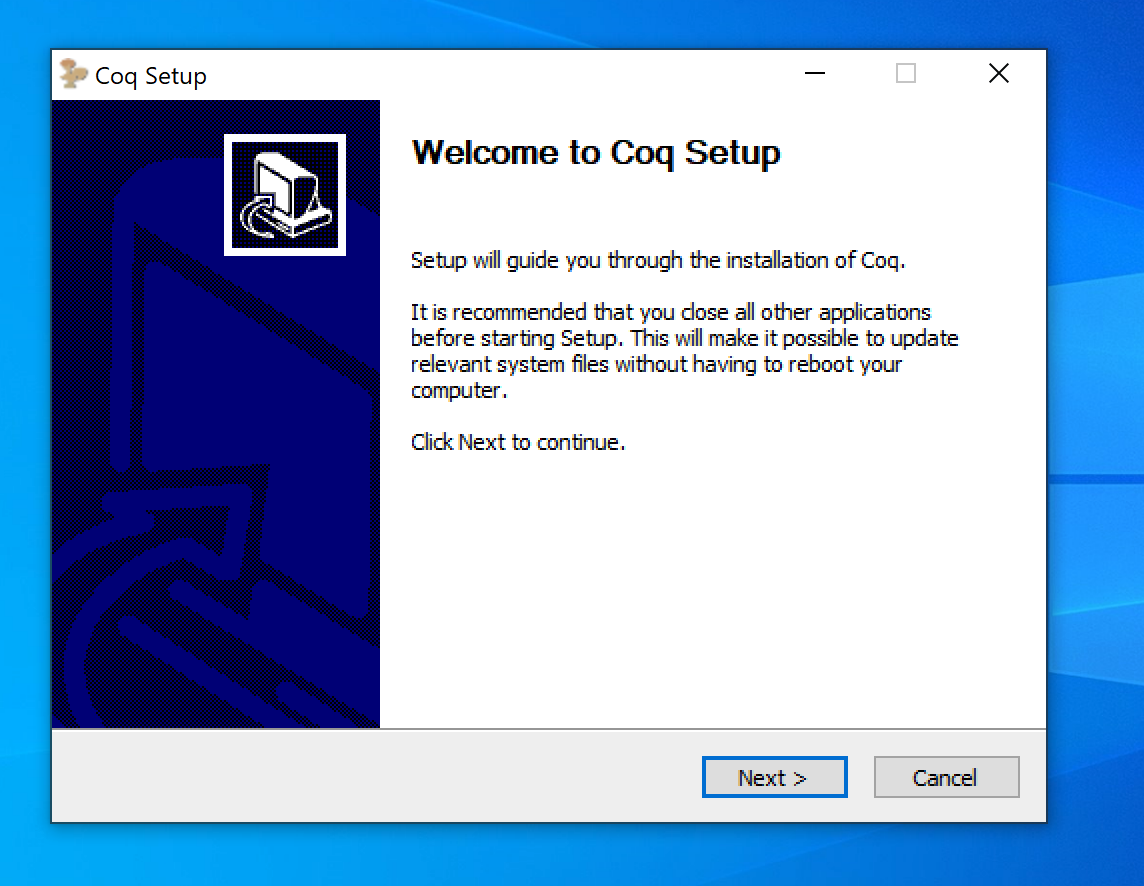 Coq Setup
Welcome to Coq Setup
Setup will guide you through the installation of Coq.
It is recommended that you close all other applications
before starting Setup. This will make it possible to update
relevant system files without having to reboot your
computer.
Click Next to continue.
Next >
Cancel